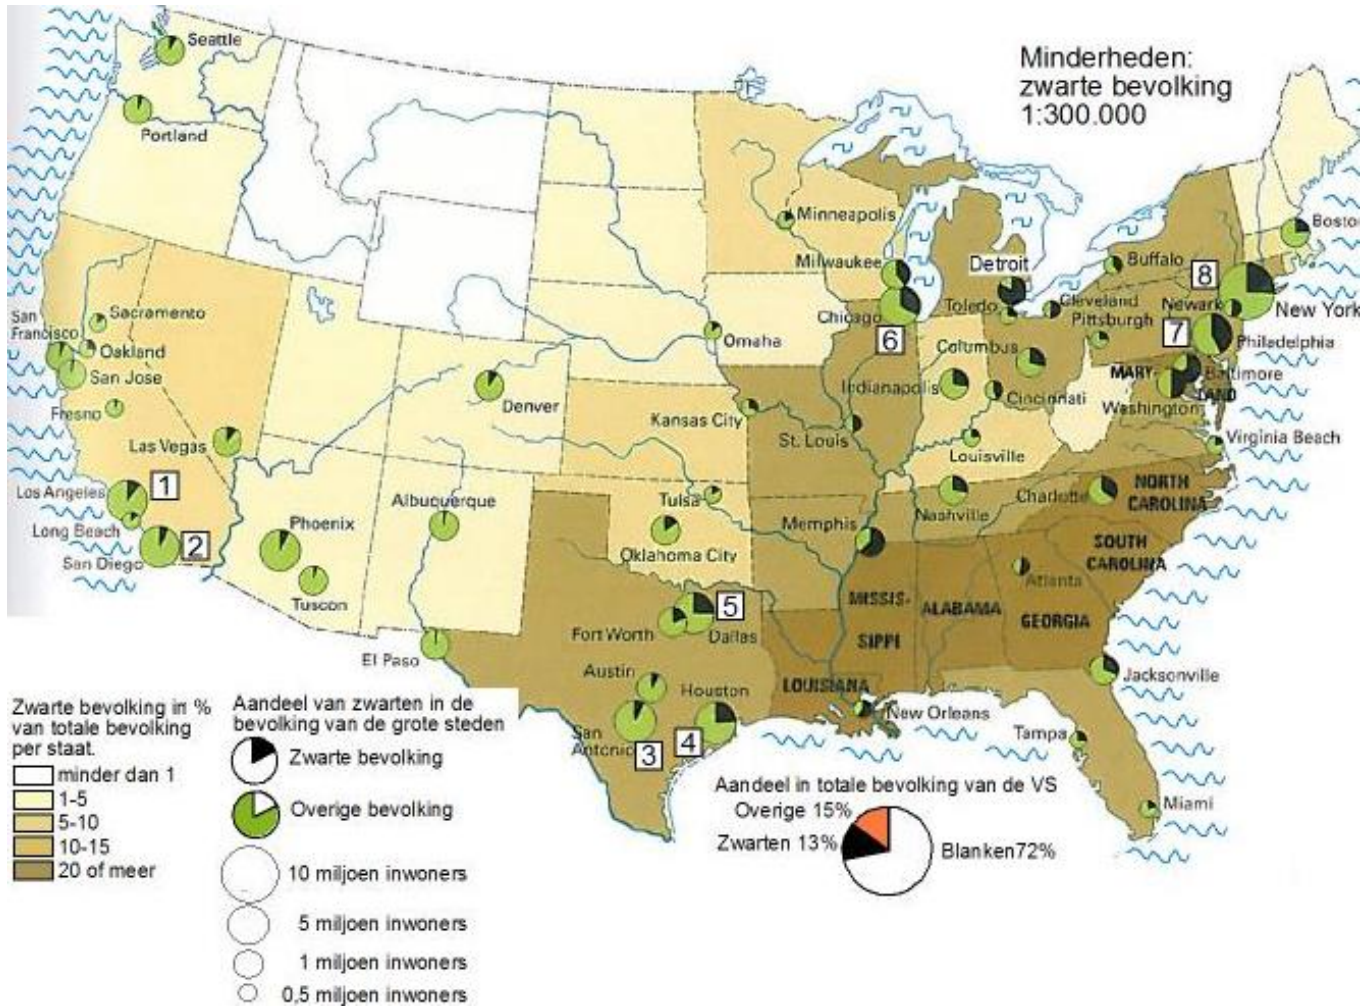 Seattle
Portland
Minderheden:
zwarte bevolking
1:300.000
Minneapolis
Milwaukee
Detroit
Buffalo
Boston
8
Chicago
Toledo
Cleveland
Newark
New York
6
Pittsburgh
7
Philadelphia
San
Francisco
Sacramento
Oakland
San Jose
Omaha
Columbus
MARY-
Baltimore
LAND
Denver
Indianapolis
Cincinnati
Washington
Fresno
Kansas City
St. Louis
Virginia Beach
Las Vegas
Louisville
Los Angeles
1
Albuquerque
Tulsa
Charlotte
NORTH
CAROLINA
Long Beach
Phoenix
Memphis
Nashville
San Diego
2
Oklahoma City
SOUTH
CAROLINA
Tuscon
Atlanta
MISSIS-
ALABAMA
GEORGIA
5
Fort Worth
Dallas
SIPPI
El Paso
Austin
Houston
LOUISIANA
Jacksonville
New Orleans
San
Antonio
3
4
Tampa
Miami
Zwarte bevolking in %
van totale bevolking
per staat.
minder dan 1
1-5
5-10
10-15
20 of meer
Aandeel van zwarten in de
bevolking van de grote steden
Zwarte bevolking
Overige bevolking
10 miljoen inwoners
5 miljoen inwoners
1 miljoen inwoners
0,5 miljoen inwoners
Aandeel in totale bevolking van de VS
Overige 15%
Zwarten 13%
Blanken72%